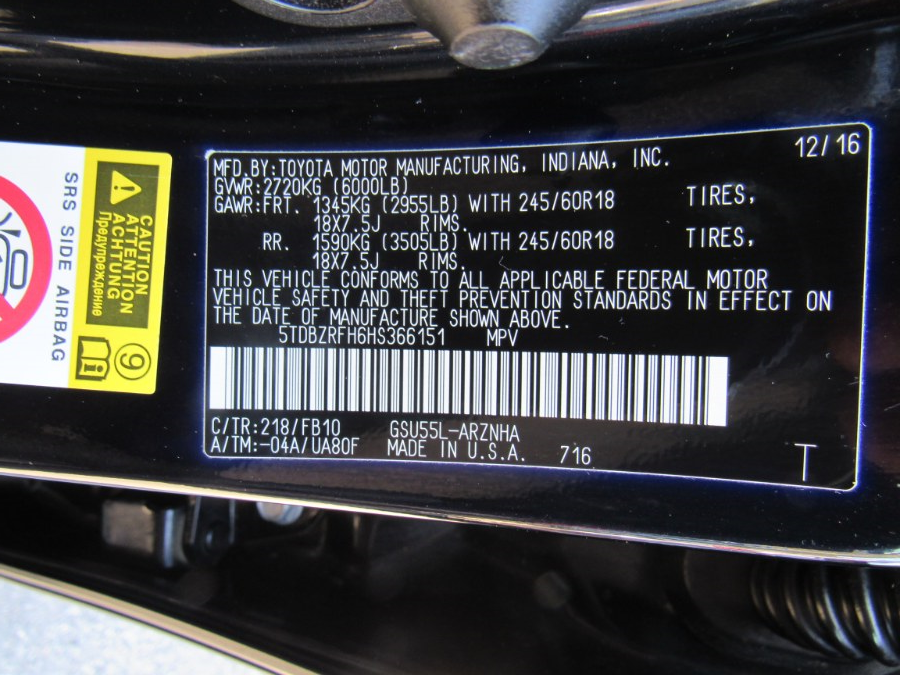 12/16
MFD.BY:TOYOTA MOTOR MANUFACTURING, INDIANA, INC.
GVWR:2720KG (6000LB)
GAWR:FRT. 1345KG (2955LB) WITH 245/60R18 TIRES,
18X7.5J RIMS.
RR. 1590KG (3505LB) WITH 245/60R18 TIRES,
18X7.5J RIMS.
THIS VEHICLE CONFORMS TO ALL APPLICABLE FEDERAL MOTOR
VEHICLE SAFETY AND THEFT PREVENTION STANDARDS IN EFFECT ON
THE DATE OF MANUFACTURE SHOWN ABOVE.
5TDBZRFH6HS366151 MPV
C/TR:218/FB10 GSU55L-ARZNHA
A/TM:-04A/UA80F MADE IN U.S.A. 716
T
CAUTION
ATTENTION
ACHTUNG
Предупреждение
9
SRS SIDE AIRBAG